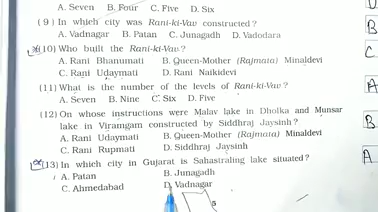 A. Seven B. Four C. Five D. Six
(9) In which city was Rani-ki-Vav constructed?
A. Vadnagar B. Patan C. Junagadh D. Vadodara
(10) Who built the Rani-ki-Vav?
A. Rani Bhanumati B. Queen-Mother (Rajmata) Minaldevi
C. Rani Udaymati D. Rani Naikidevi
(11) What is the number of the levels of Rani-ki-Vav?
A. Seven B. Nine C. Six D. Five
(12) On whose instructions were Malav lake in Dholka and Munsar
lake in Viramgam constructed by Siddhraj Jaysinh?
A. Rani Udaymati B. Queen-Mother (Rajmata) Minaldevi
C. Rani Rupmati D. Siddhraj Jaysinh
(13) In which city in Gujarat is Sahastraling lake situated?
A. Patan B. Junagadh
C. Ahmedabad D. Vadnagar
5
B
C
A
B
A